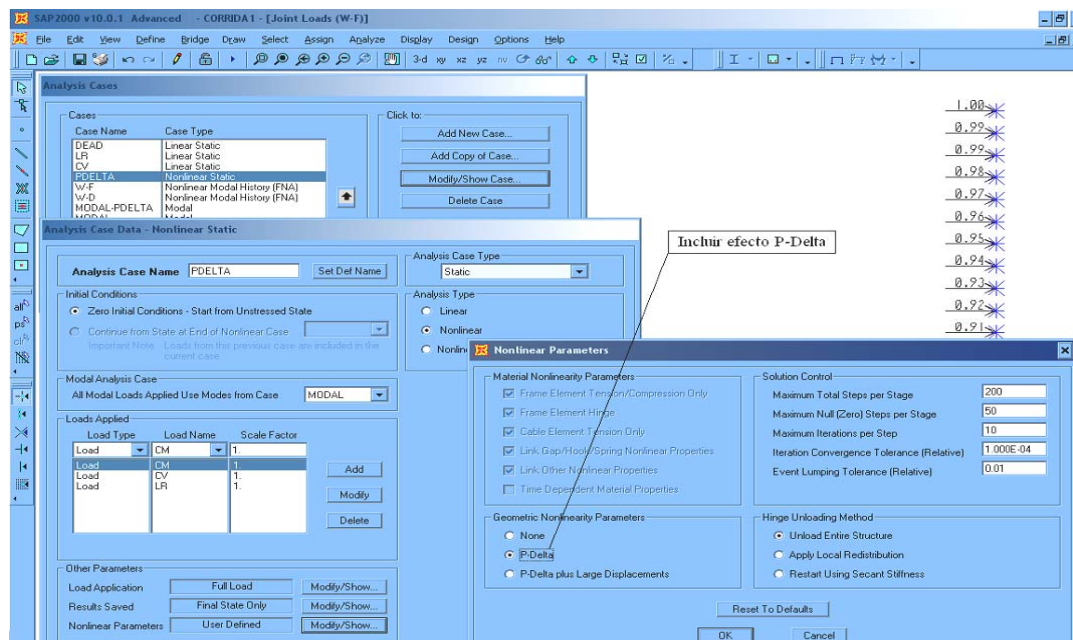 SAP2000 v10.0.1 Advanced - CORRIDA1 - [Joint Loads (W-F)]
File Edit View Define Bridge Draw Select Assign Analyze Display Design Options Help
3-d xy xz yz nv
Analysis Cases
Cases
Case Name Case Type
DEAD Linear Static
LR Linear Static
CV Linear Static
PDELTA Nonlinear Static
W-F Nonlinear Modal History (FNA)
W-D Nonlinear Modal History (FNA)
MODAL-PDELTA Modal
Click to:
Add New Case...
Add Copy of Case...
Modify/Show Case...
Delete Case
1.00
0.99
0.99
0.98
0.97
0.96
0.95
0.94
0.93
0.92
0.91
Incluir efecto P-Delta
Analysis Case Data - Nonlinear Static
Analysis Case Name PDELTA Set Def Name
Analysis Case Type
Static
Initial Conditions
Zero Initial Conditions - Start from Unstressed State
Continue from State at End of Nonlinear Case
Important Note: Loads from this previous case are included in the
current case
Analysis Type
Linear
Nonlinear
Nonlin
Modal Analysis Case
All Modal Loads Applied Use Modes from Case MODAL
Loads Applied
Load Type Load Name Scale Factor
Load CM 1.
Load CM 1.
Load CV 1.
Load LR 1.
Add
Modify
Delete
Other Parameters
Load Application Full Load Modify/Show...
Results Saved Final State Only Modify/Show...
Nonlinear Parameters User Defined Modify/Show...
Nonlinear Parameters
Material Nonlinearity Parameters
Frame Element Tension/Compression Only
Frame Element Hinge
Cable Element Tension Only
Link Gap/Hook/Spring Nonlinear Properties
Link Other Nonlinear Properties
Time Dependent Material Properties
Solution Control
Maximum Total Steps per Stage 200
Maximum Null (Zero) Steps per Stage 50
Maximum Iterations per Step 10
Iteration Convergence Tolerance (Relative) 1.000E-04
Event Lumping Tolerance (Relative) 0.01
Geometric Nonlinearity Parameters
None
P-Delta
P-Delta plus Large Displacements
Hinge Unloading Method
Unload Entire Structure
Apply Local Redistribution
Restart Using Secant Stiffness
Reset To Defaults
OK Cancel